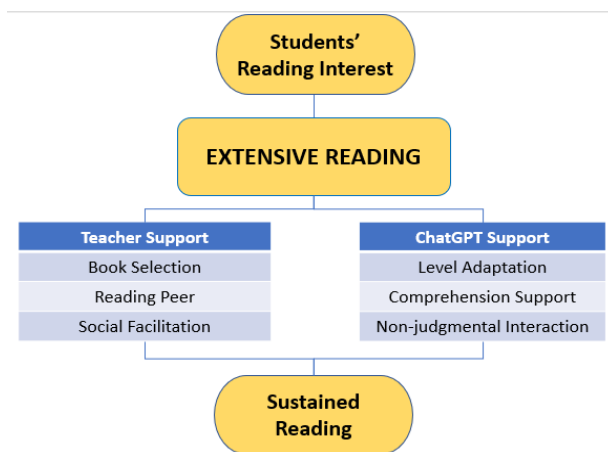 Students'
Reading Interest
EXTENSIVE READING
Teacher Support
Book Selection
Reading Peer
Social Facilitation
ChatGPT Support
Level Adaptation
Comprehension Support
Non-judgmental Interaction
Sustained
Reading